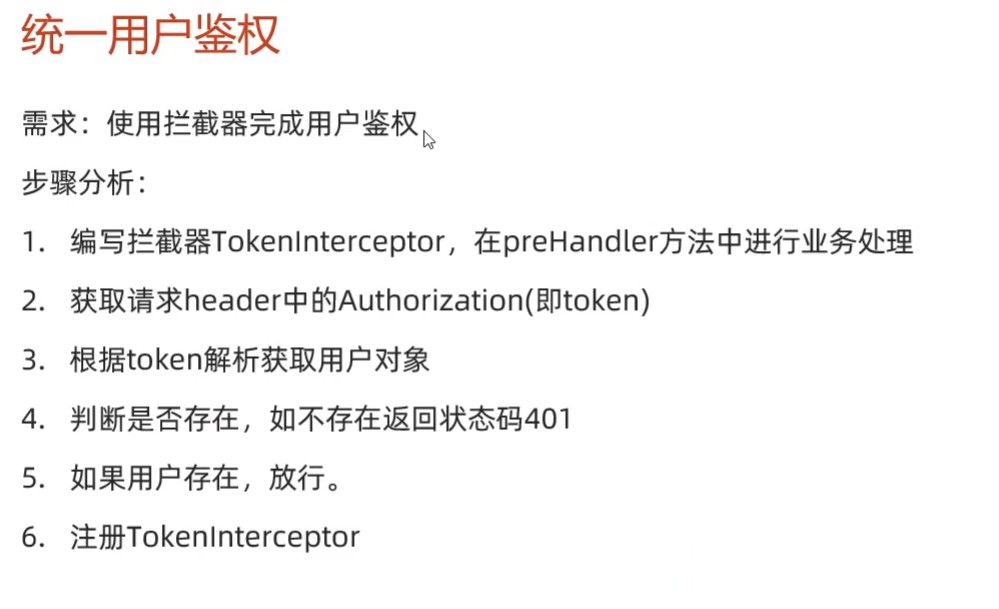 统一用户鉴权
需求：使用拦截器完成用户鉴权
步骤分析：
1. 编写拦截器TokenInterceptor，在preHandler方法中进行业务处理
2. 获取请求header中的Authorization(即token)
3. 根据token解析获取用户对象
4. 判断是否存在，如不存在返回状态码401
5. 如果用户存在，放行。
6. 注册TokenInterceptor